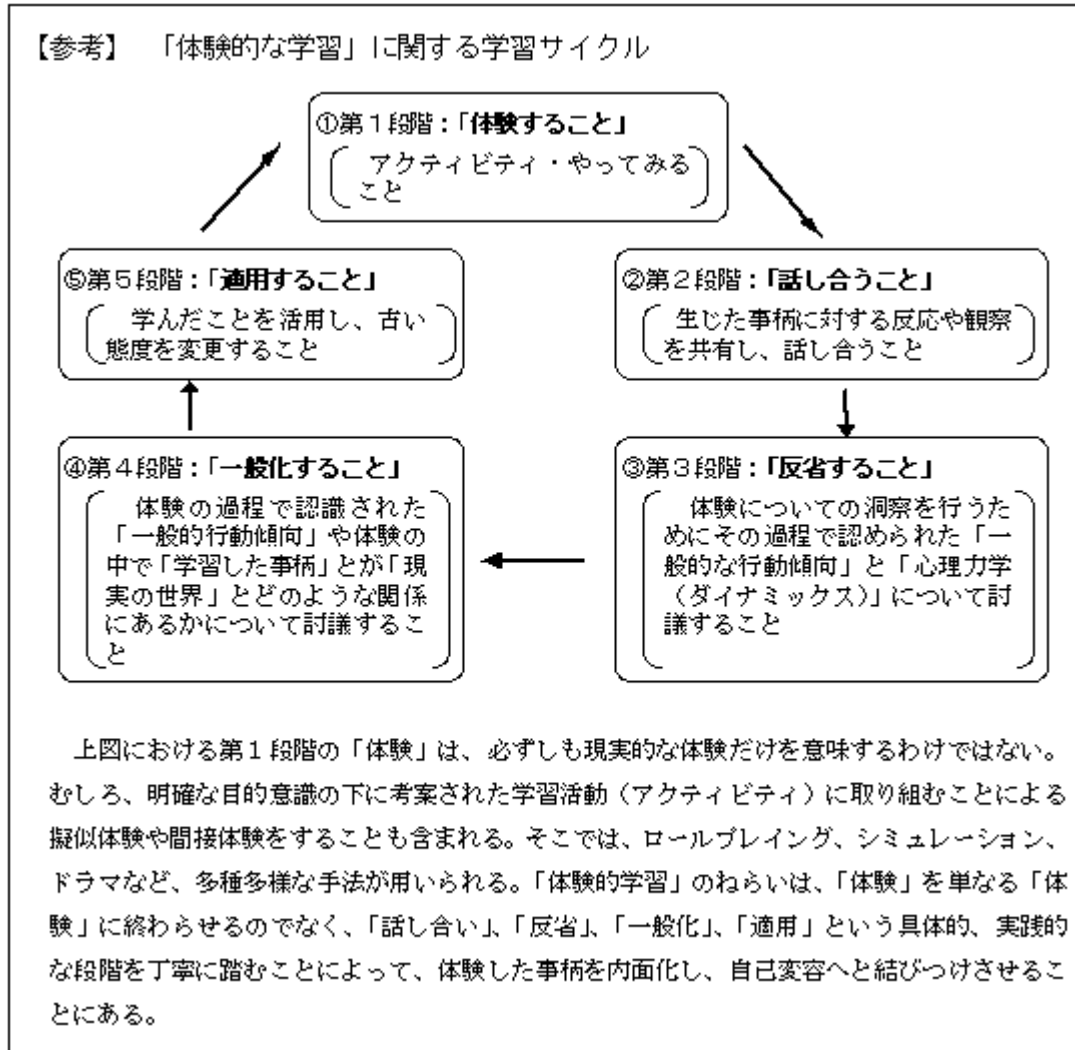 【参考】　「体験的な学習」に関する学習サイクル
①第１段階：「体験すること」
アクティビティ・やってみる
こと
⑤第５段階：「適用すること」
学んだことを活用し、古い
態度を変更すること
②第２段階：「話し合うこと」
生じた事柄に対する反応や観察
を共有し、話し合うこと
④第４段階：「一般化すること」
体験の過程で認識された
「一般的行動傾向」や体験の
中で「学習した事柄」とが「現
実の世界」とどのような関係
にあるかについて討議するこ
と
③第３段階：「反省すること」
体験についての洞察を行うた
めにその過程で認められた「一
般的な行動傾向」と「心理力学
（ダイナミックス）」について討
議すること
上図における第１段階の「体験」は、必ずしも現実的な体験だけを意味するわけではない。
むしろ、明確な目的意識の下に考案された学習活動（アクティビティ）に取り組むことによる
擬似体験や間接体験をすることも含まれる。そこでは、ロールプレイング、シミュレーション、
ドラマなど、多種多様な手法が用いられる。「体験的学習」のねらいは、「体験」を単なる「体
験」に終わらせるのでなく、「話し合い」、「反省」、「一般化」、「適用」という具体的、実践的
な段階を丁寧に踏むことによって、体験した事柄を内面化し、自己変容へと結びつけさせるこ
とにある。